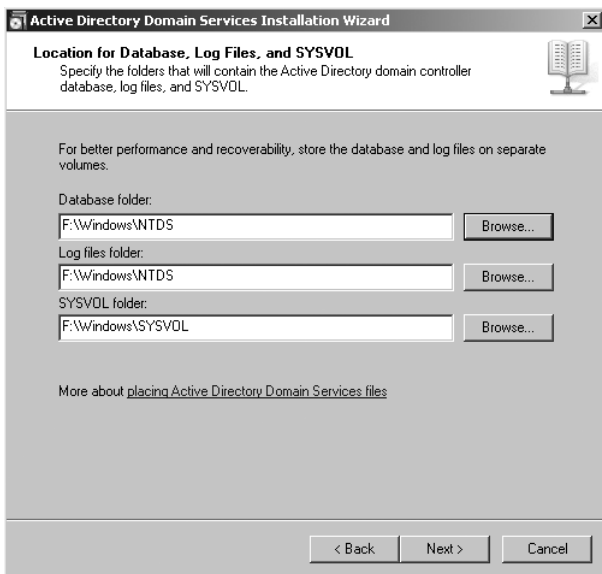 Active Directory Domain Services Installation Wizard
Location for Database, Log Files, and SYSVOL
Specify the folders that will contain the Active Directory domain controller
database, log files, and SYSVOL.
For better performance and recoverability, store the database and log files on separate
volumes.
Database folder:
F:\Windows\NTDS
Browse...
Log files folder:
F:\Windows\NTDS
Browse...
SYSVOL folder:
F:\Windows\SYSVOL
Browse...
More about placing Active Directory Domain Services files
< Back
Next >
Cancel